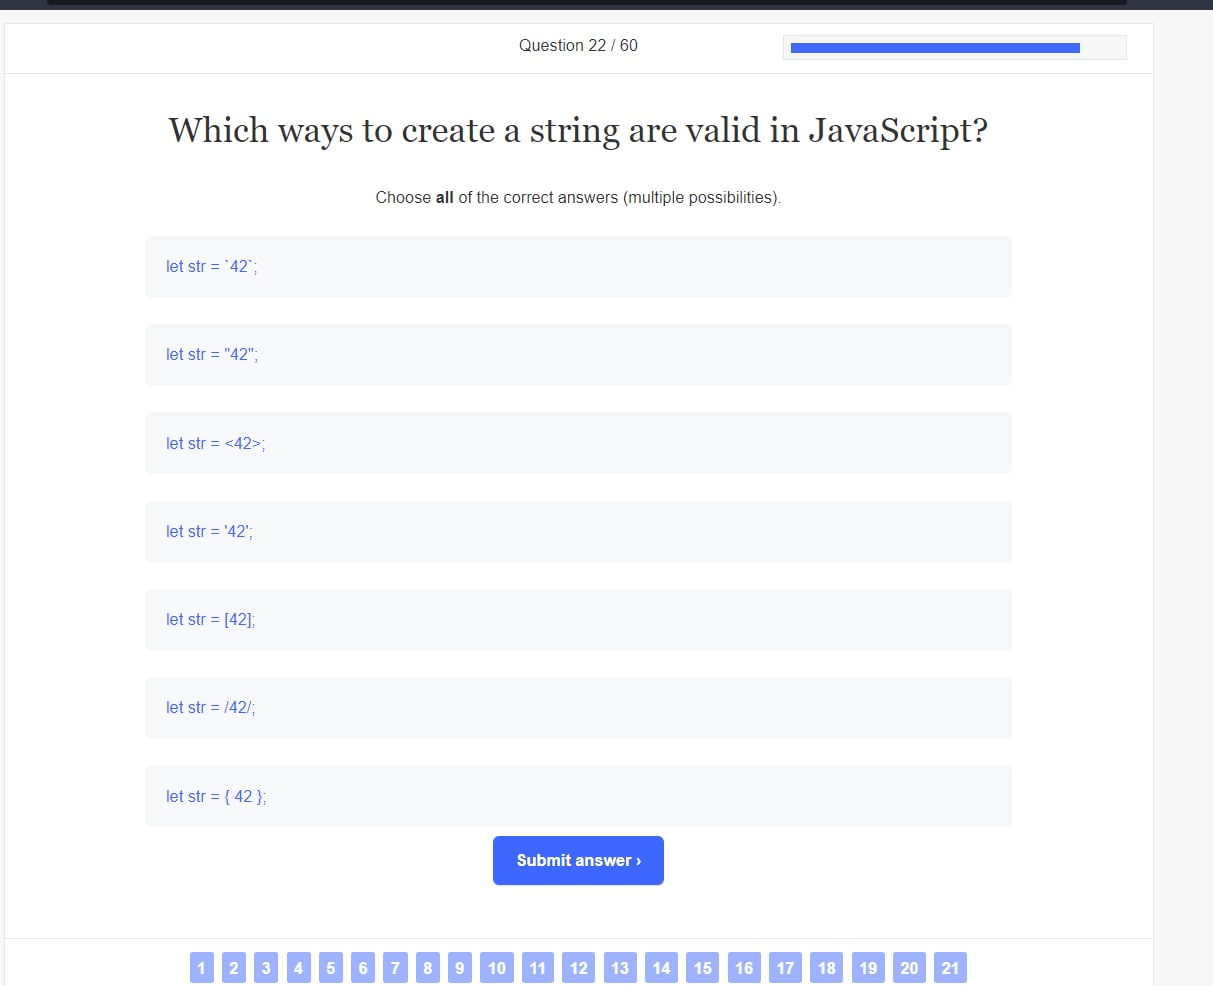 Question 22 / 60
Which ways to create a string are valid in JavaScript?
Choose all of the correct answers (multiple possibilities).
let str = `42`;
let str = "42";
let str = <42>;
let str = '42';
let str = [42];
let str = /42/;
let str = { 42 };
Submit answer ›
1 2 3 4 5 6 7 8 9 10 11 12 13 14 15 16 17 18 19 20 21